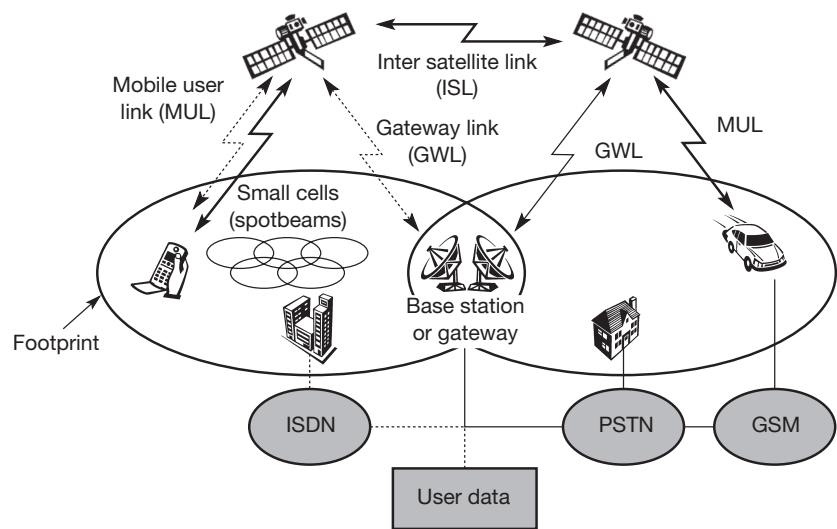 Inter satellite link
(ISL)
Mobile user
link (MUL)
Gateway link
(GWL)
MUL
GWL
Small cells
(spotbeams)
Base station
or gateway
Footprint
ISDN
PSTN
GSM
User data